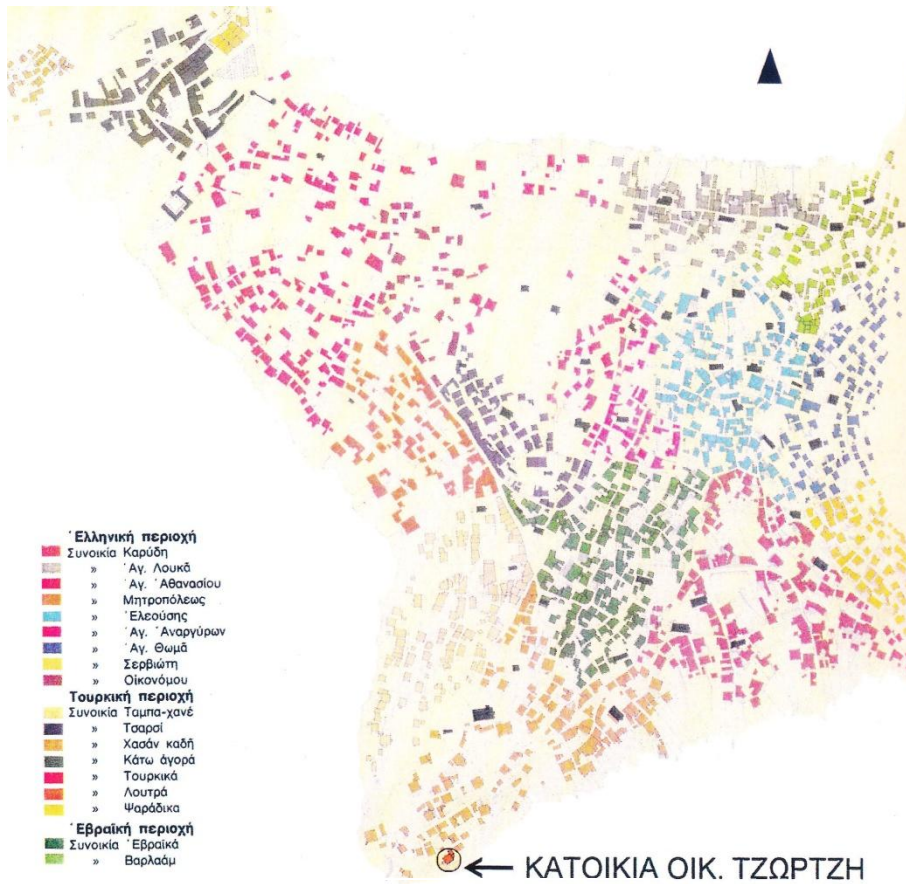 Ἑλληνική περιοχή
Συνοικία Καρύδη
» Ἁγ. Λουκᾶ
» Ἁγ. Ἀθανασίου
» Μητροπόλεως
» Ἐλεούσης
» Ἁγ. Ἀναργύρων
» Ἁγ. Θωμᾶ
» Σερβιώτη
» Οἰκονόμου
Τουρκική περιοχή
Συνοικία Ταμπα-χανέ
» Τσαρσί
» Χασάν καδῆ
» Κάτω ἀγορά
» Τουρκικά
» Λουτρά
» Ψαράδικα
Ἑβραϊκή περιοχή
Συνοικία Ἑβραϊκά
» Βαρλαάμ
ΚΑΤΟΙΚΙΑ ΟΙΚ. ΤΖΩΡΤΖΗ